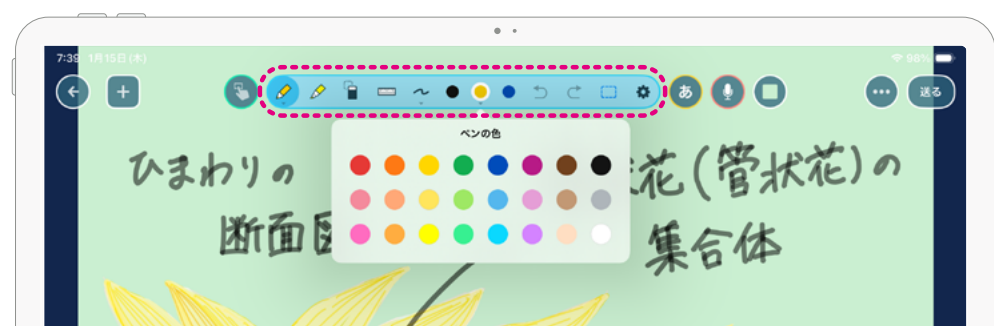 7:39 1月15日(木)
98%
あ
送る
ペンの色
ひまわりの 花(管状花)の
断面図 集合体